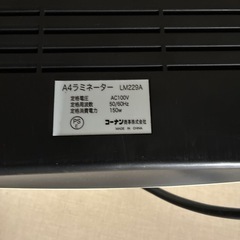 A4ラミネーター LM229A
定格電圧 AC100V
定格周波数 50/60Hz
定格消費電力 150W
PS E
コーナン商事株式会社
MADE IN CHINA